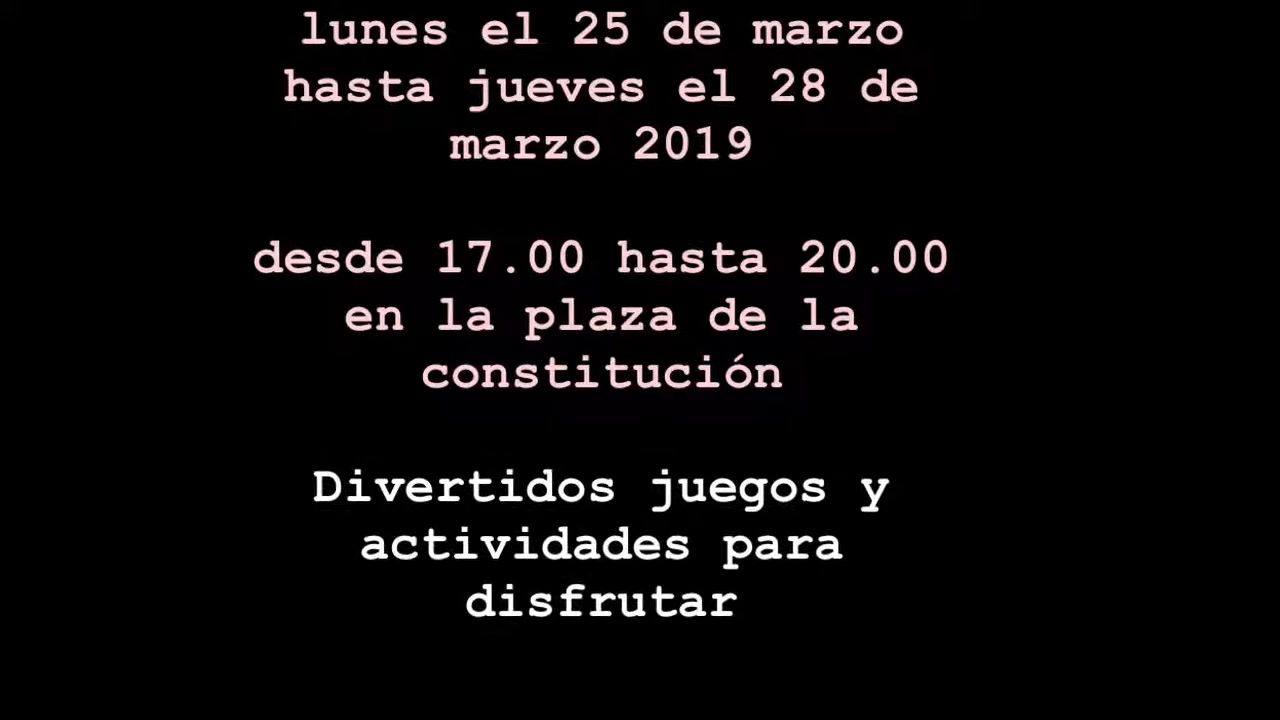 lunes el 25 de marzo
hasta jueves el 28 de
marzo 2019
desde 17.00 hasta 20.00
en la plaza de la
constitución
Divertidos juegos y
actividades para
disfrutar